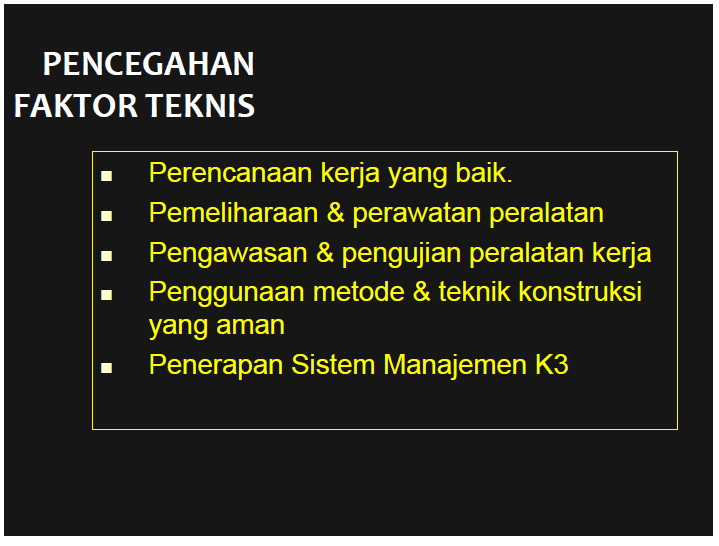 PENCEGAHAN
FAKTOR TEKNIS
Perencanaan kerja yang baik.
Pemeliharaan & perawatan peralatan
Pengawasan & pengujian peralatan kerja
Penggunaan metode & teknik konstruksi
yang aman
Penerapan Sistem Manajemen K3